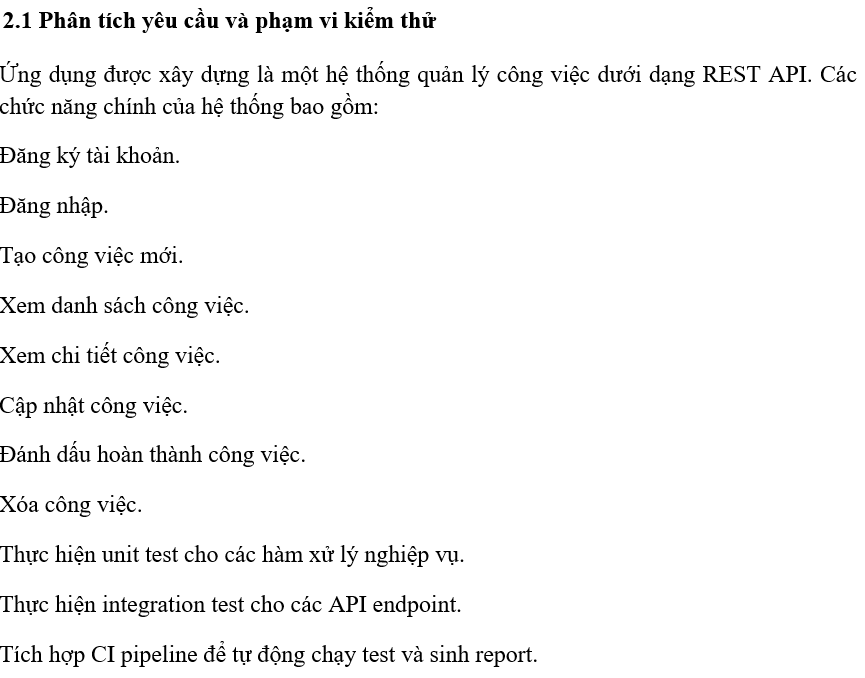 2.1 Phân tích yêu cầu và phạm vi kiểm thử
Ứng dụng được xây dựng là một hệ thống quản lý công việc dưới dạng REST API. Các
chức năng chính của hệ thống bao gồm:
Đăng ký tài khoản.
Đăng nhập.
Tạo công việc mới.
Xem danh sách công việc.
Xem chi tiết công việc.
Cập nhật công việc.
Đánh dấu hoàn thành công việc.
Xóa công việc.
Thực hiện unit test cho các hàm xử lý nghiệp vụ.
Thực hiện integration test cho các API endpoint.
Tích hợp CI pipeline để tự động chạy test và sinh report.